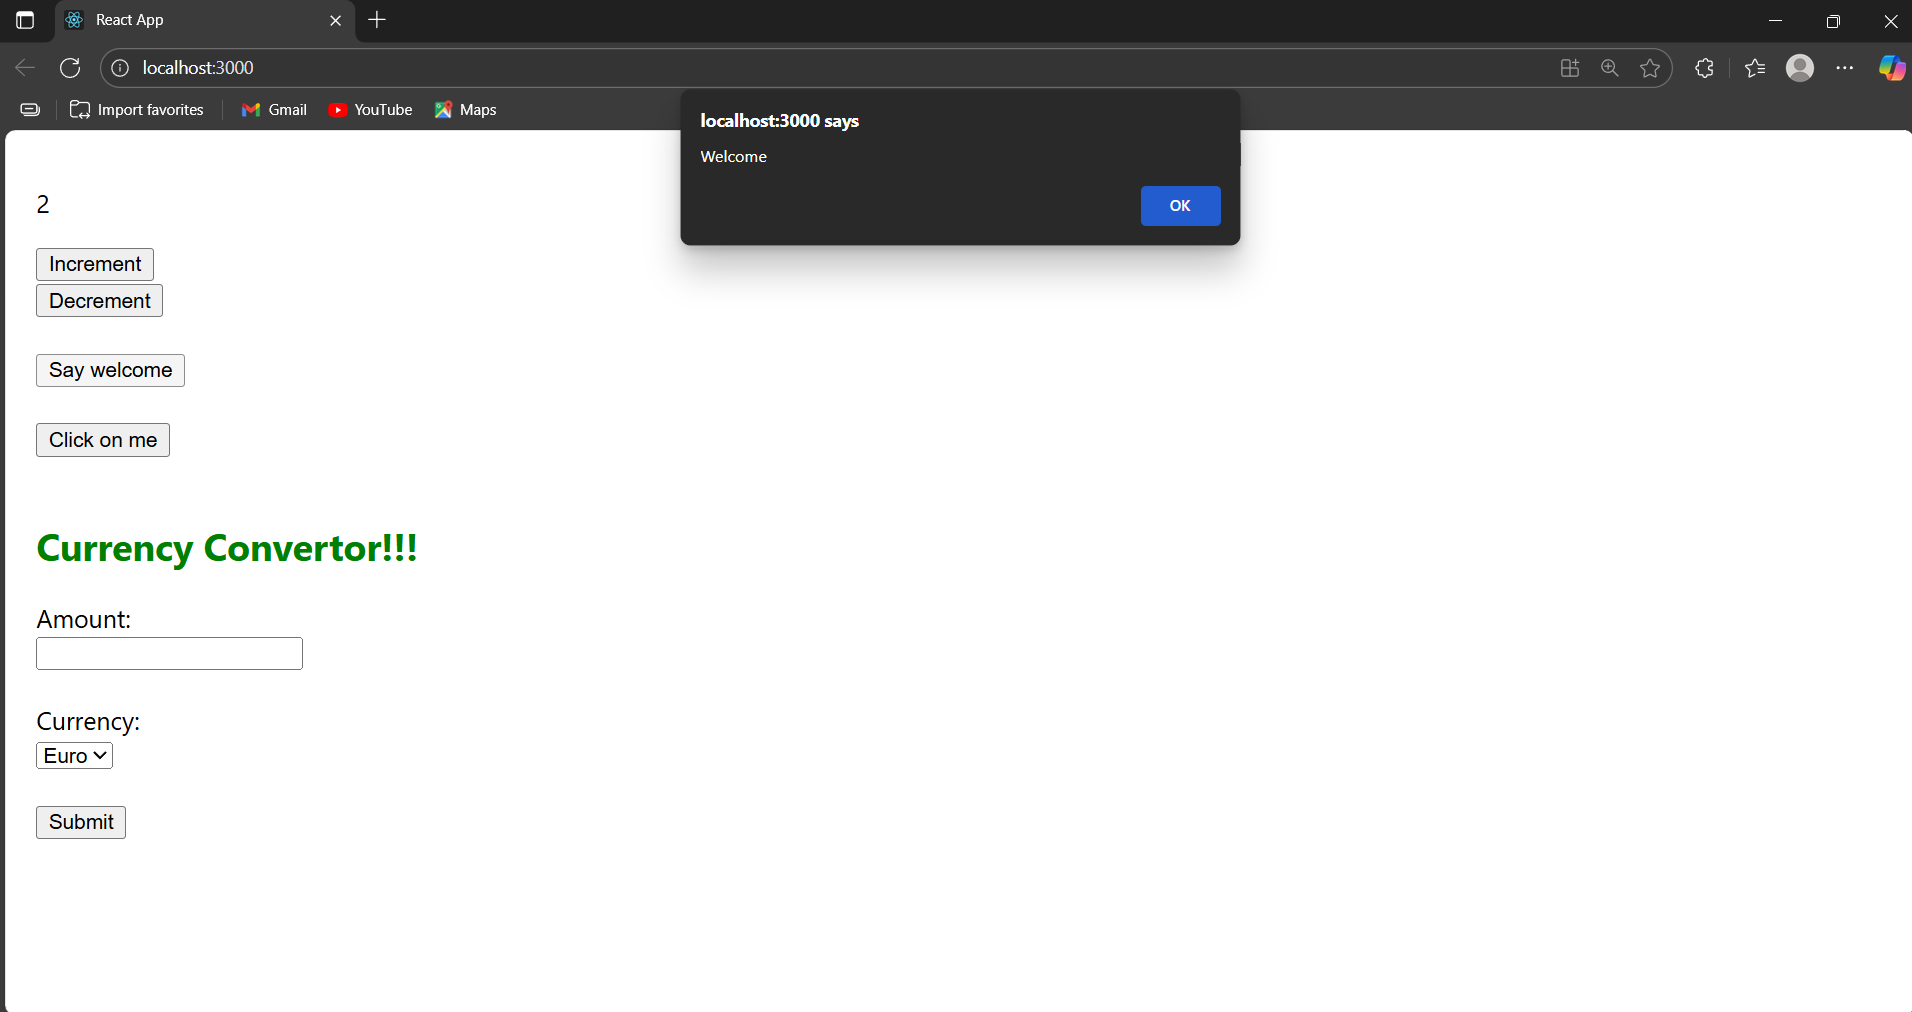 React App
localhost:3000
Import favorites Gmail YouTube Maps
localhost:3000 says
Welcome
OK
2
Increment
Decrement
Say welcome
Click on me
Currency Convertor!!!
Amount:
Currency:
Euro
Submit